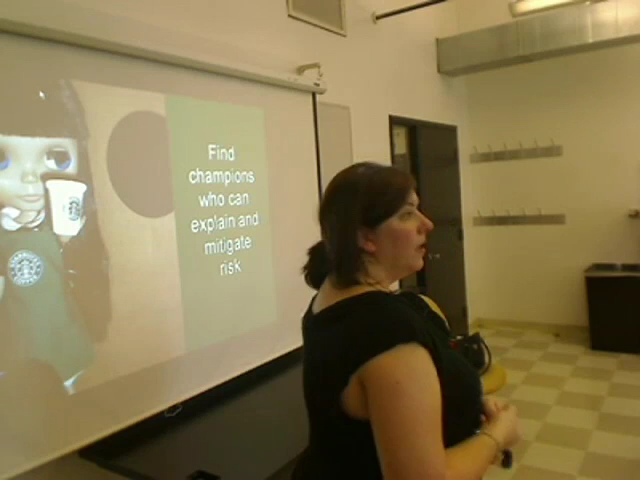 Find
champions
who can
explain and
mitigate
risk